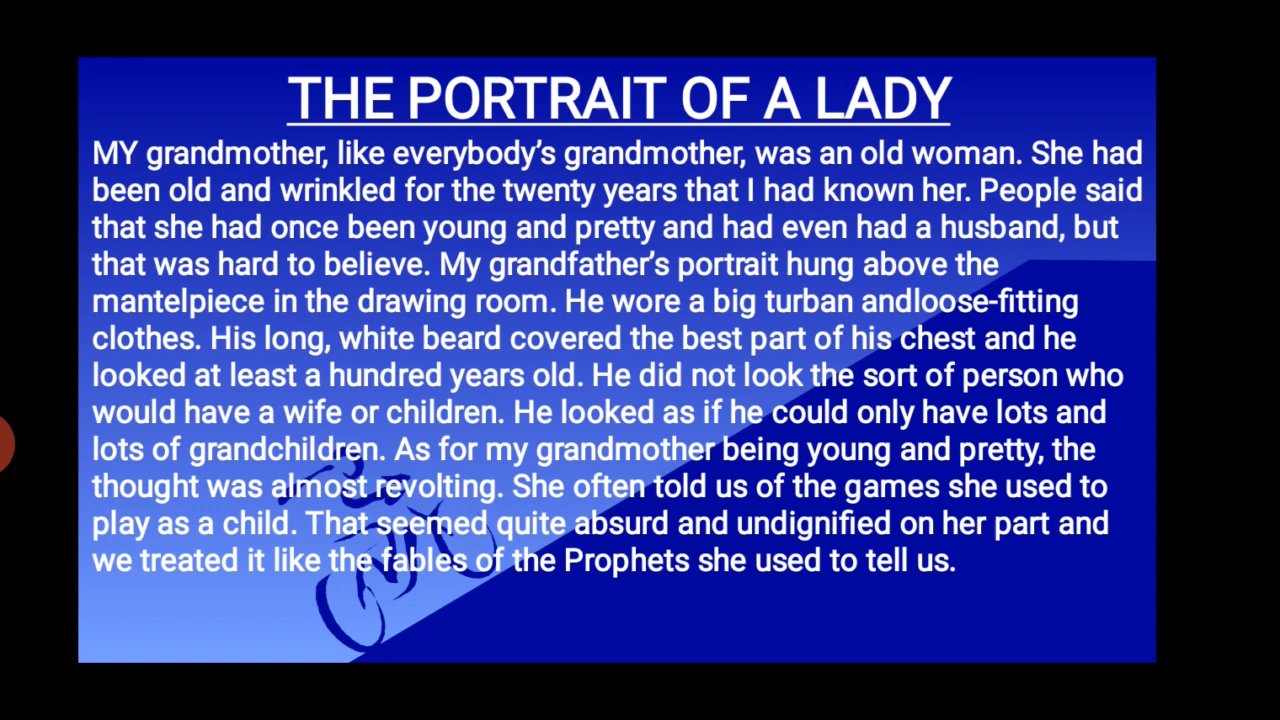 THE PORTRAIT OF A LADY
MY grandmother, like everybody’s grandmother, was an old woman. She had
been old and wrinkled for the twenty years that I had known her. People said
that she had once been young and pretty and had even had a husband, but
that was hard to believe. My grandfather’s portrait hung above the
mantelpiece in the drawing room. He wore a big turban andloose-fitting
clothes. His long, white beard covered the best part of his chest and he
looked at least a hundred years old. He did not look the sort of person who
would have a wife or children. He looked as if he could only have lots and
lots of grandchildren. As for my grandmother being young and pretty, the
thought was almost revolting. She often told us of the games she used to
play as a child. That seemed quite absurd and undignified on her part and
we treated it like the fables of the Prophets she used to tell us.